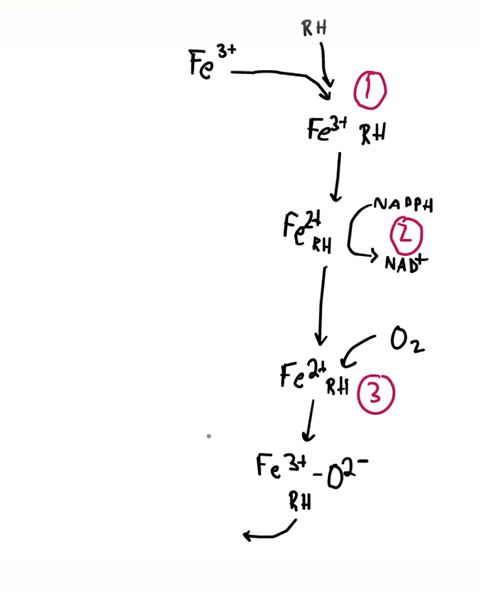 RH
Fe3+
1
Fe3+ RH
NADPH
Fe2+ RH
2
NAD+
O2
Fe2+ RH
3
Fe3+ - O2-
RH